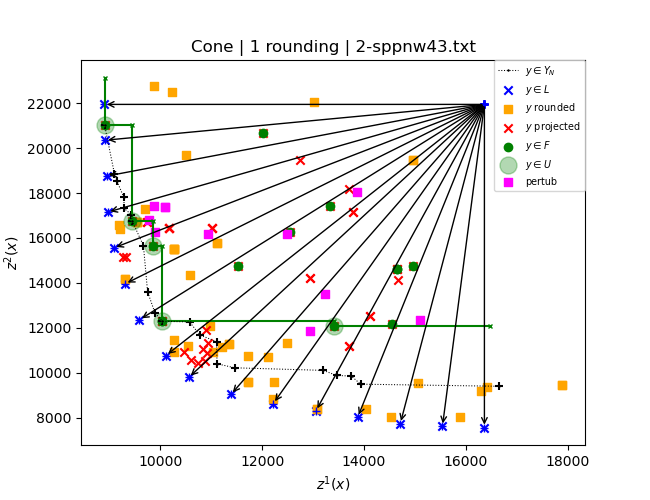 Cone | 1 rounding | 2-sppnw43.txt
z²(x)
22000
20000
18000
16000
14000
12000
10000
8000
10000 12000 14000 16000 18000
z¹(x)
y ∈ Y_N
y ∈ L
y rounded
y projected
y ∈ F
y ∈ U
pertub